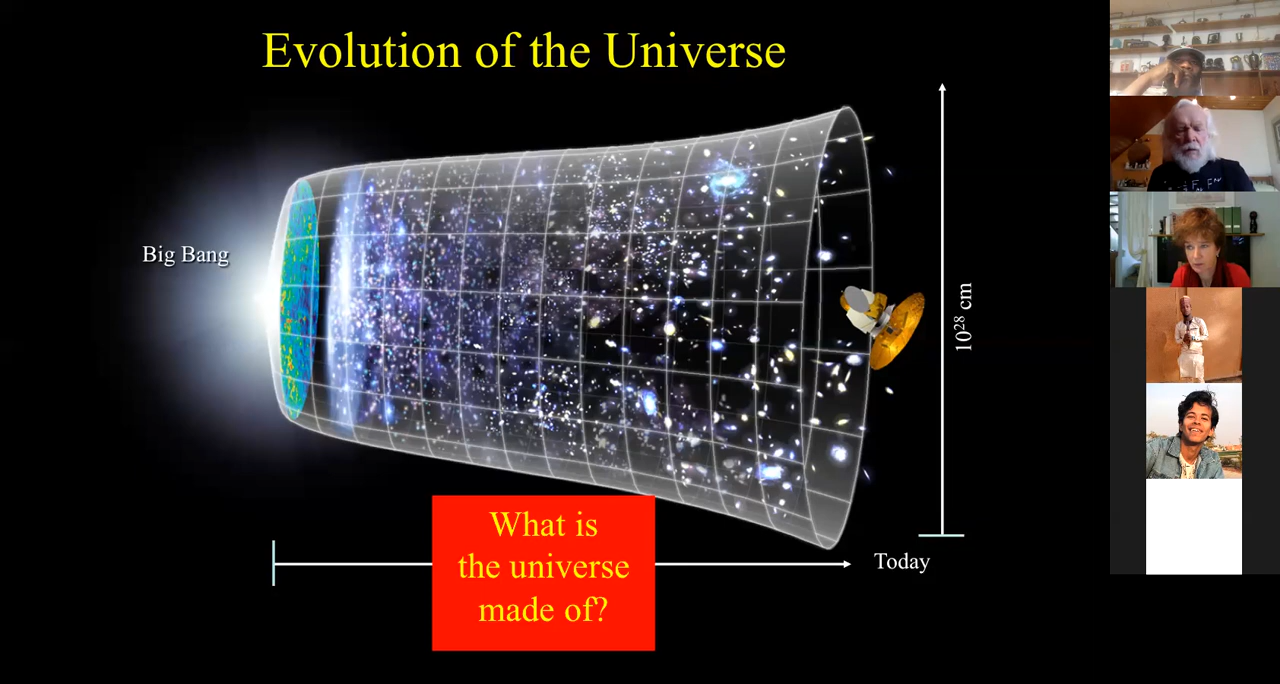 Evolution of the Universe
Big Bang
10²⁸ cm
What is
the universe
made of?
Today